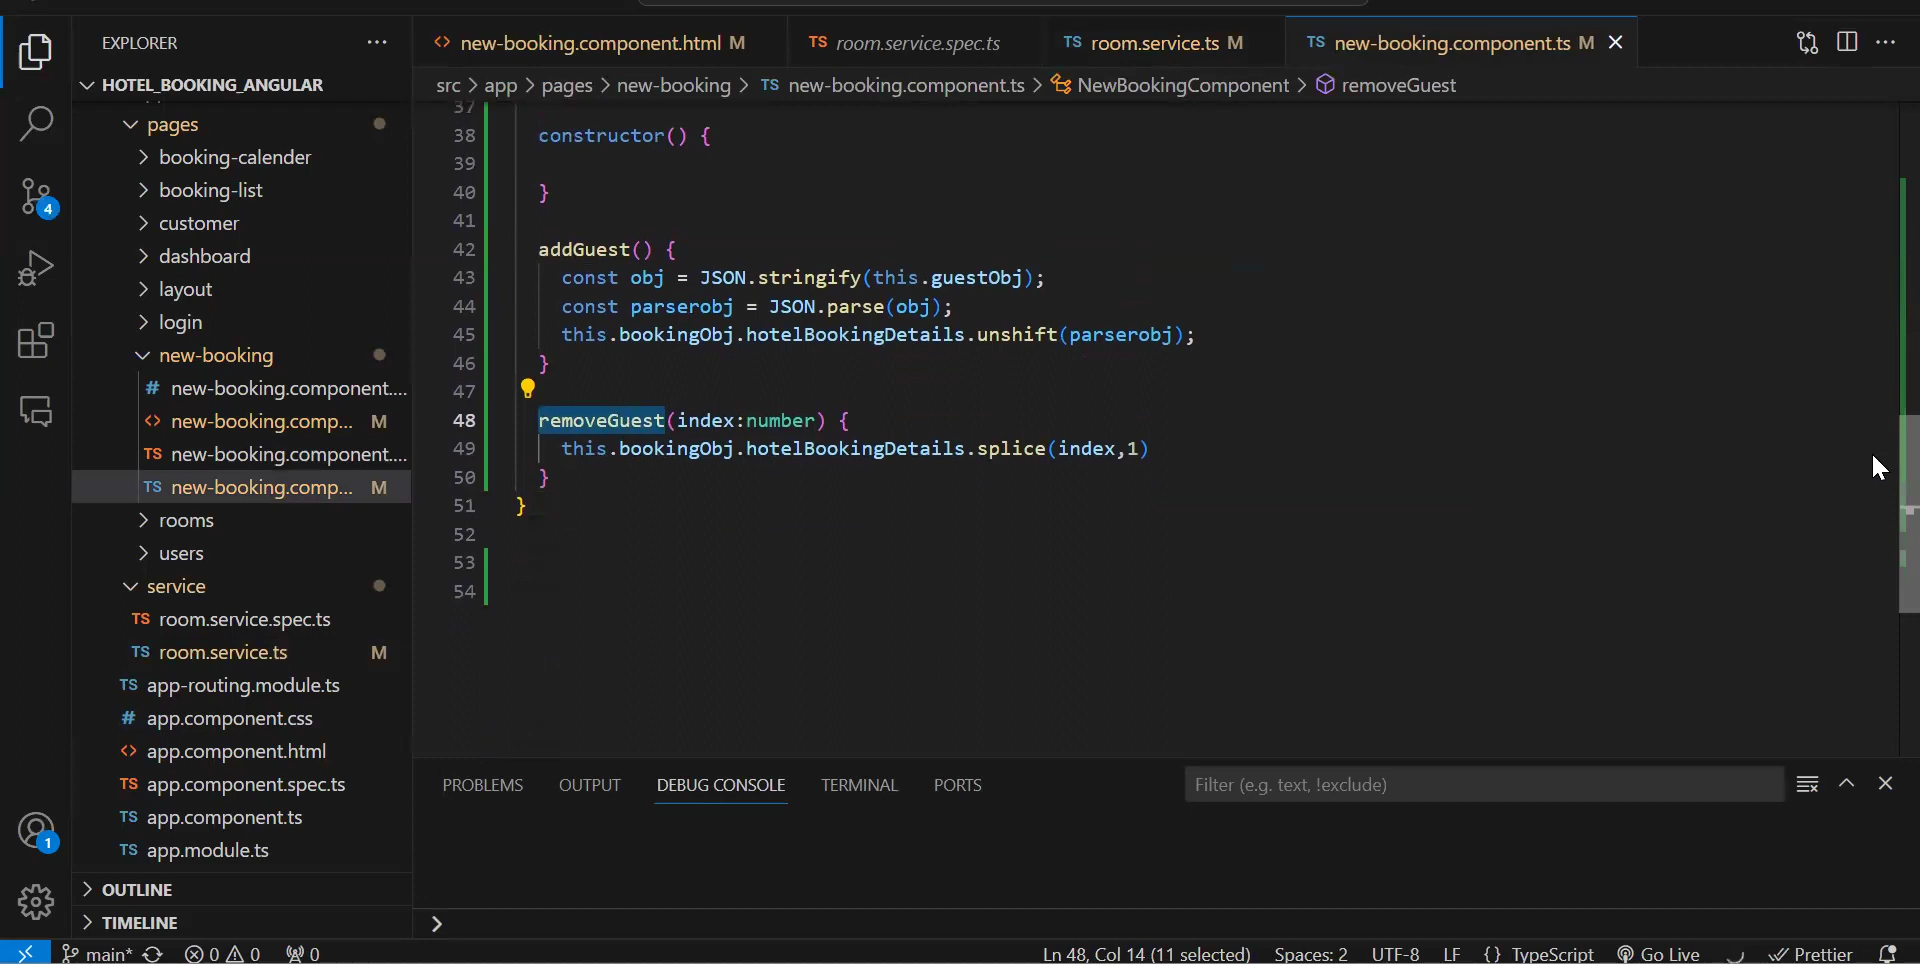 EXPLORER
HOTEL_BOOKING_ANGULAR
pages
booking-calender
booking-list
customer
dashboard
layout
login
new-booking
# new-booking.component....
<> new-booking.comp... M
TS new-booking.component....
TS new-booking.comp... M
rooms
users
service
TS room.service.spec.ts
TS room.service.ts M
TS app-routing.module.ts
# app.component.css
<> app.component.html
TS app.component.spec.ts
TS app.component.ts
TS app.module.ts
OUTLINE
TIMELINE
4
1
<> new-booking.component.html M
TS room.service.spec.ts
TS room.service.ts M
TS new-booking.component.ts M
src > app > pages > new-booking > TS new-booking.component.ts > NewBookingComponent > removeGuest
37
38 constructor() {
39
40 }
41
42 addGuest() {
43 const obj = JSON.stringify(this.guestObj);
44 const parserobj = JSON.parse(obj);
45 this.bookingObj.hotelBookingDetails.unshift(parserobj);
46 }
47
48 removeGuest(index:number) {
49 this.bookingObj.hotelBookingDetails.splice(index,1)
50 }
51 }
52
53
54
PROBLEMS OUTPUT DEBUG CONSOLE TERMINAL PORTS
Filter (e.g. text, !exclude)
>
main* 0 0 0 Ln 48, Col 14 (11 selected) Spaces: 2 UTF-8 LF {} TypeScript Go Live Prettier